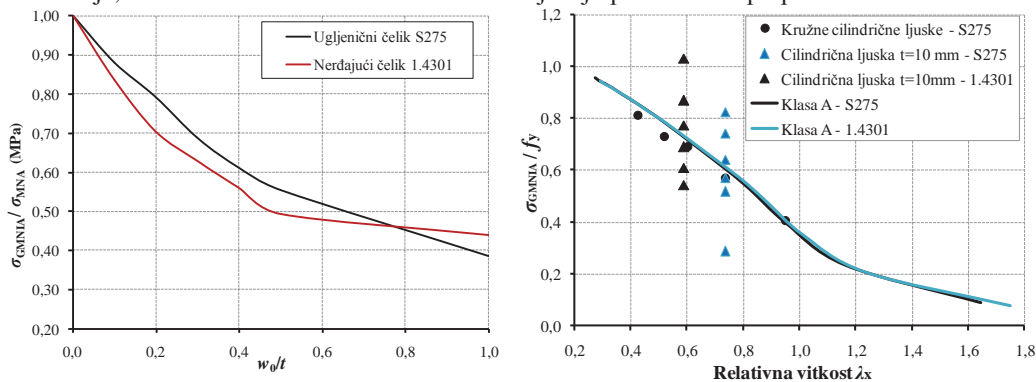 1,00
0,90
0,80
0,70
0,60
0,50
0,40
0,30
0,20
0,0 0,2 0,4 0,6 0,8 1,0
σGMNIA/ σMNA (MPa)
w0/t
Ugljenični čelik S275
Nerđajući čelik 1.4301
1,2
1,0
0,8
0,6
0,4
0,2
0,0
0,2 0,4 0,6 0,8 1,0 1,2 1,4 1,6 1,8
σGMNIA / fy
Relativna vitkost λx
Kružne cilindrične ljuske - S275
Cilindrična ljuska t=10 mm - S275
Cilindrična ljuska t=10mm - 1.4301
Klasa A - S275
Klasa A - 1.4301